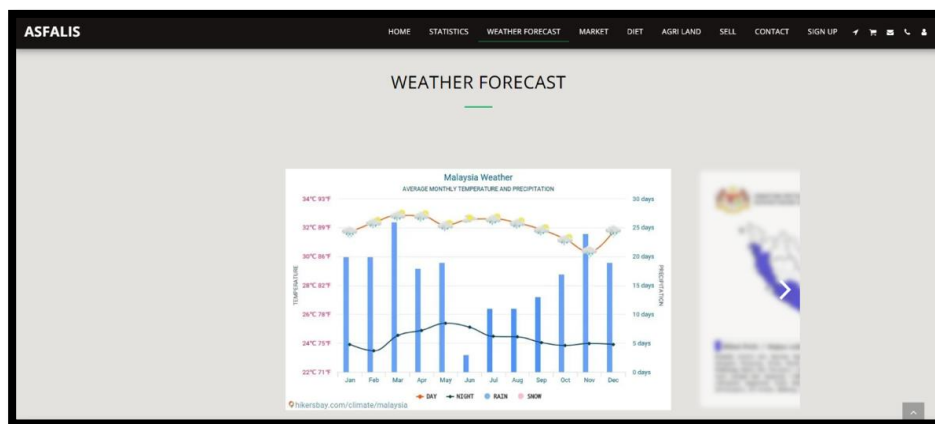 ASFALIS HOME STATISTICS WEATHER FORECAST MARKET DIET AGRI LAND SELL CONTACT SIGN UP
WEATHER FORECAST
Malaysia Weather
AVERAGE MONTHLY TEMPERATURE AND PRECIPITATION
34°C 93°F 30 days
32°C 89°F 25 days
30°C 86°F 20 days
28°C 82°F 15 days
26°C 78°F 10 days
24°C 75°F 5 days
22°C 71°F 0 days
TEMPERATURE
PRECIPITATION
Jan Feb Mar Apr May Jun Jul Aug Sep Oct Nov Dec
DAY NIGHT RAIN SNOW
hikersbay.com/climate/malaysia